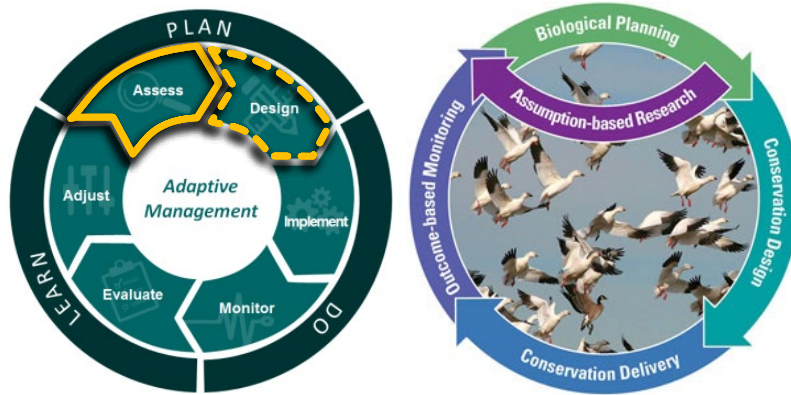 PLAN
Assess
Design
Adjust
Adaptive
Management
Implement
Evaluate
Monitor
LEARN
DO
Biological Planning
Assumption-based Research
Outcome-based Monitoring
Conservation Design
Conservation Delivery